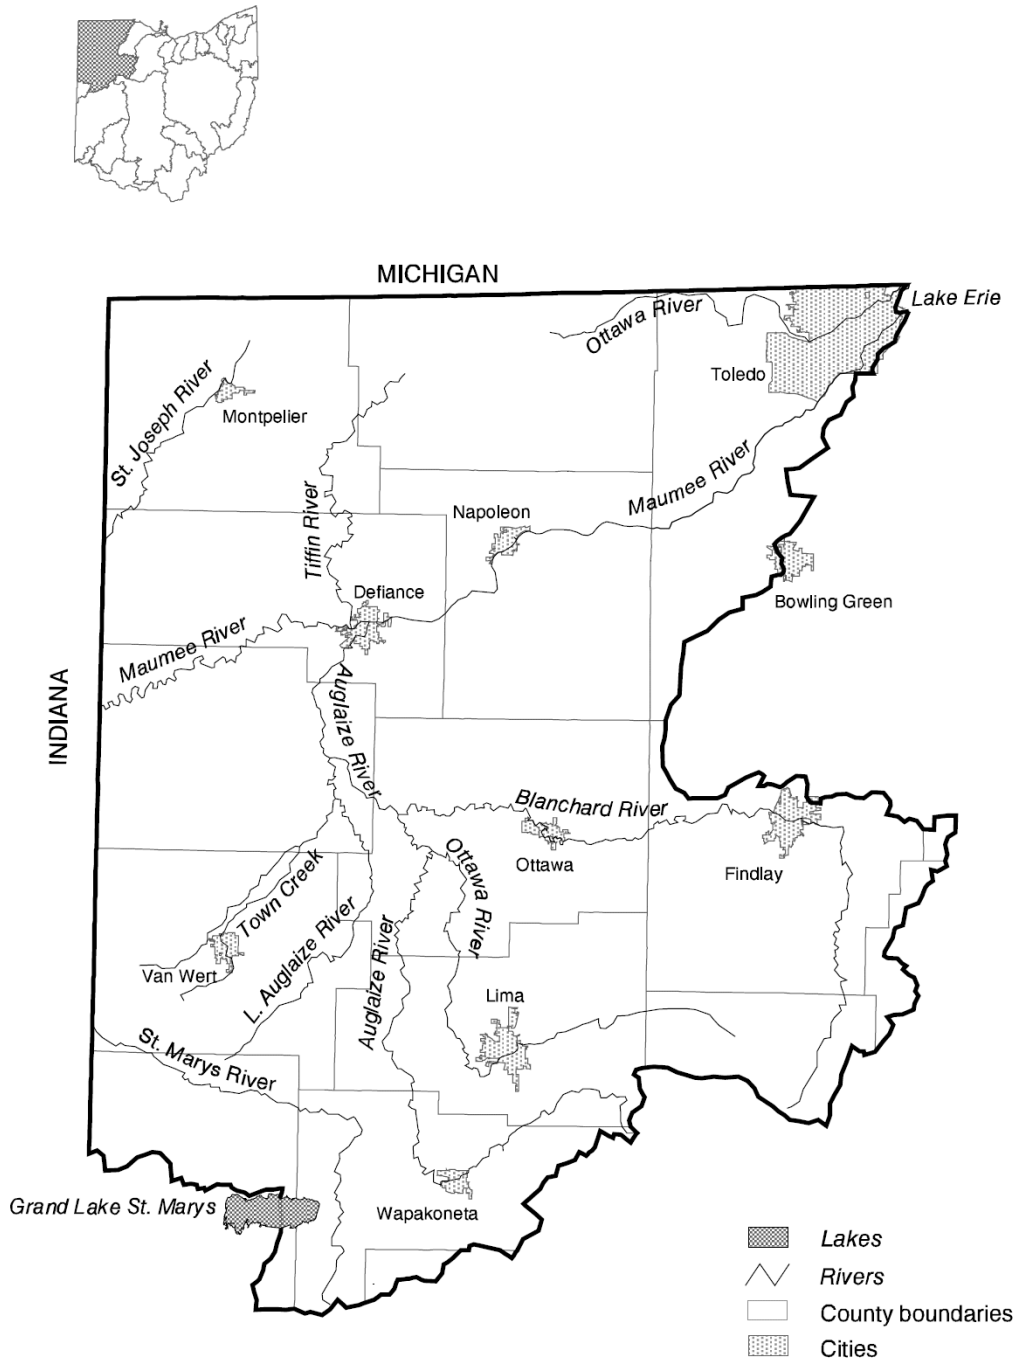 MICHIGAN
Lake Erie
Ottawa River
Toledo
St. Joseph River
Montpelier
Maumee River
Tiffin River
Napoleon
Defiance
Bowling Green
Maumee River
INDIANA
Auglaize River
Blanchard River
Ottawa
Findlay
Ottawa River
Town Creek
L. Auglaize River
Auglaize River
Van Wert
Lima
St. Marys River
Grand Lake St. Marys
Wapakoneta
Lakes
Rivers
County boundaries
Cities